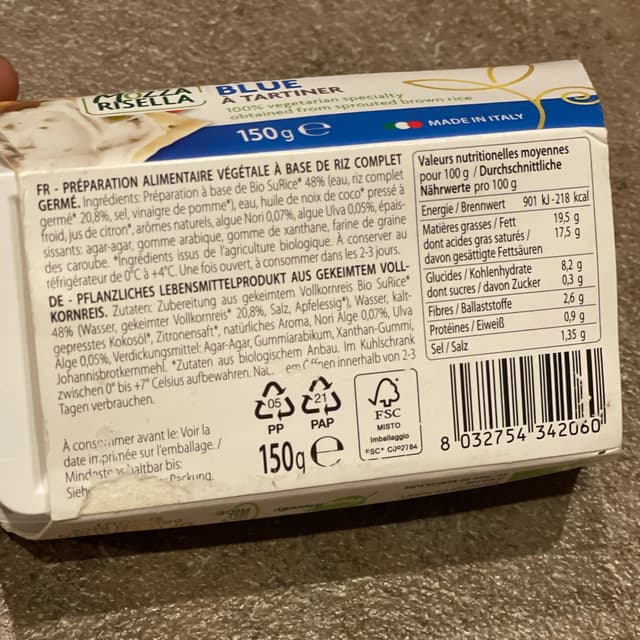 MOZZA
RISELLA
BLUE
À TARTINER
100% vegetarian specialty
obtained from sprouted brown rice
150g e
MADE IN ITALY
FR - PRÉPARATION ALIMENTAIRE VÉGÉTALE À BASE DE RIZ COMPLET
GERMÉ. Ingrédients: Préparation à base de Bio SuRice* 48% (eau, riz complet
germé* 20,8%, sel, vinaigre de pomme*), eau, huile de noix de coco* pressé à
froid, jus de citron*, arômes naturels, algue Nori 0,07%, algue Ulva 0,05%, épais-
sissants: agar-agar, gomme arabique, gomme de xanthane, farine de graine
des caroube. *Ingrédients issus de l'agriculture biologique. À conserver au
réfrigérateur de 0°C à +4°C. Une fois ouvert, à consommer dans les 2-3 jours.
DE - PFLANZLICHES LEBENSMITTELPRODUKT AUS GEKEIMTEM VOLL-
KORNREIS. Zutaten: Zubereitung aus gekeimtem Vollkornreis Bio SuRice*
48% (Wasser, gekeimter Vollkornreis* 20,8%, Salz, Apfelessig*), Wasser, kalt-
gepresstes Kokosöl*, Zitronensaft*, natürliches Aroma, Nori Alge 0,07%, Ulva
Alge 0,05%, Verdickungsmittel: Agar-Agar, Gummiarabikum, Xanthan-Gummi,
Johannisbrotkernmehl. *Zutaten aus biologischem Anbau. Im Kühlschrank
zwischen 0° bis +7° Celsius aufbewahren. innerhalb von 2-3
Tagen verbrauchen.
Valeurs nutritionelles moyennes
pour 100 g / Durchschnittliche
Nährwerte pro 100 g
Energie / Brennwert 901 kJ - 218 kcal
Matières grasses / Fett 19,5 g
dont acides gras saturés / 17,5 g
davon gesättigte Fettsäuren
Glucides / Kohlenhydrate 8,2 g
dont sucres / davon Zucker 0,3 g
Fibres / Ballaststoffe 2,6 g
Protéines / Eiweiß 0,9 g
Sel / Salz 1,35 g
À consommer avant le: Voir la
date imprimée sur l'emballage. /
Mindestens haltbar bis:
Packung.
05
PP
21
PAP
150g e
FSC
MISTO
Imballaggio
8 032754 342060